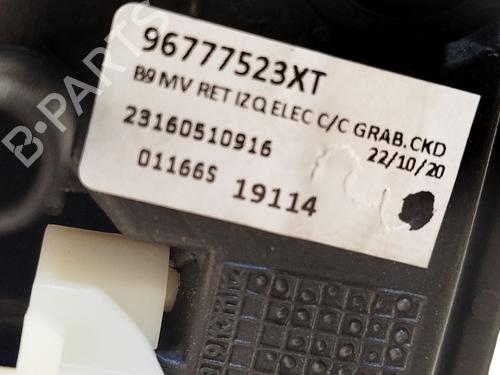 96777523XT
B9 MV RET IZQ ELEC C/C GRAB.CKD
23160510916
22/10/20
01166S 19114
B-PARTS